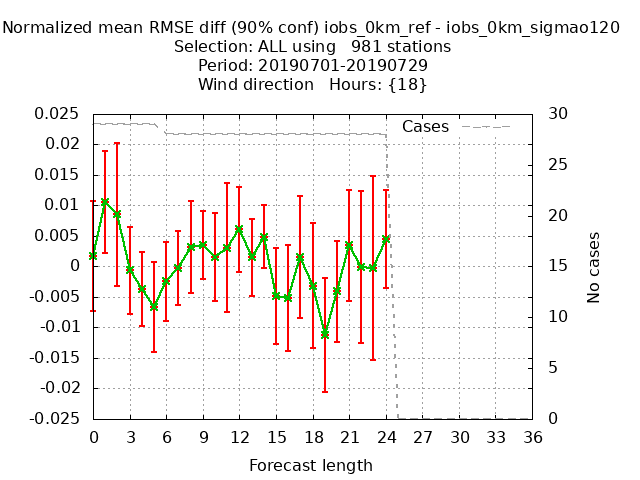 Normalized mean RMSE diff (90% conf) iobs_0km_ref - iobs_0km_sigmao120
Selection: ALL using   981 stations
Period: 20190701-20190729
Wind direction   Hours: {18}
Cases
0.025
0.02
0.015
0.01
0.005
0
-0.005
-0.01
-0.015
-0.02
-0.025
30
25
20
15
10
5
0
No cases
0 3 6 9 12 15 18 21 24 27 30 33 36
Forecast length